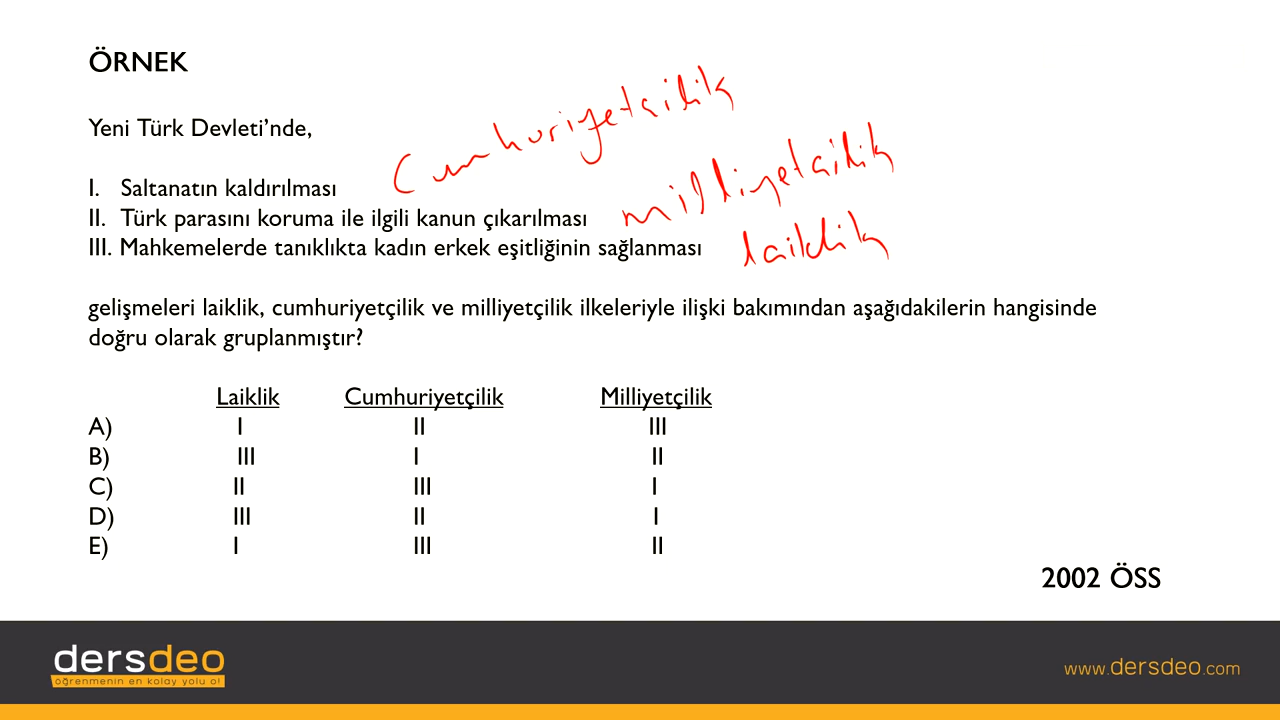 ÖRNEK
Yeni Türk Devleti'nde,
I. Saltanatın kaldırılması
cumhuriyetçilik
II. Türk parasını koruma ile ilgili kanun çıkarılması
milliyetçilik
III. Mahkemelerde tanıklıkta kadın erkek eşitliğinin sağlanması
laiklik
gelişmeleri laiklik, cumhuriyetçilik ve milliyetçilik ilkeleriyle ilişki bakımından aşağıdakilerin hangisinde
doğru olarak gruplanmıştır?
Laiklik Cumhuriyetçilik Milliyetçilik
A) I II III
B) III I II
C) II III I
D) III II I
E) I III II
2002 ÖSS
dersdeo
öğrenmenin en kolay yolu o!
www.dersdeo.com